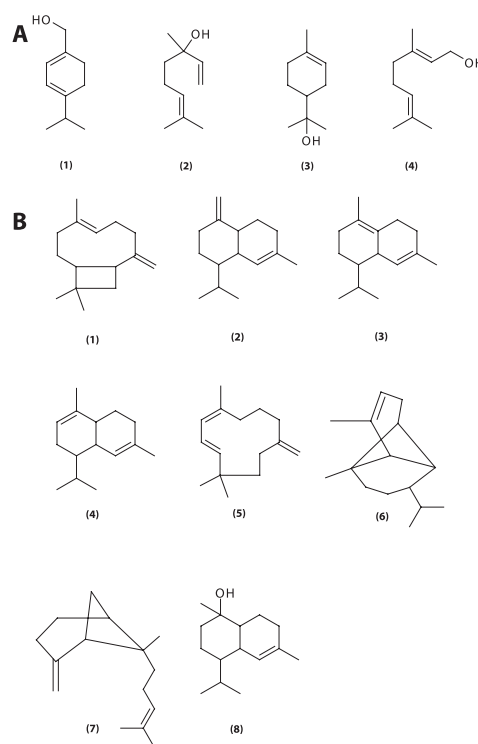 A
HO
OH
OH
OH
(1) (2) (3) (4)
B
(1) (2) (3)
(4) (5) (6)
OH
(7) (8)